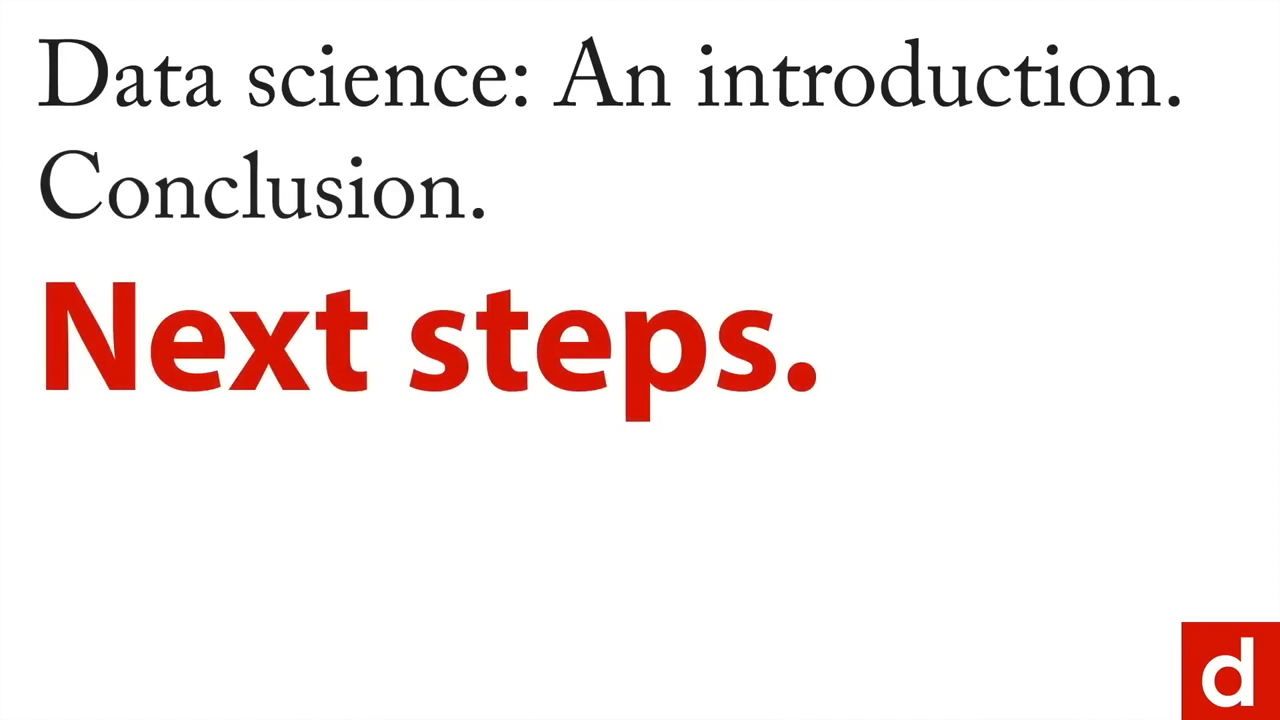 Data science: An introduction.
Conclusion.
Next steps.
d